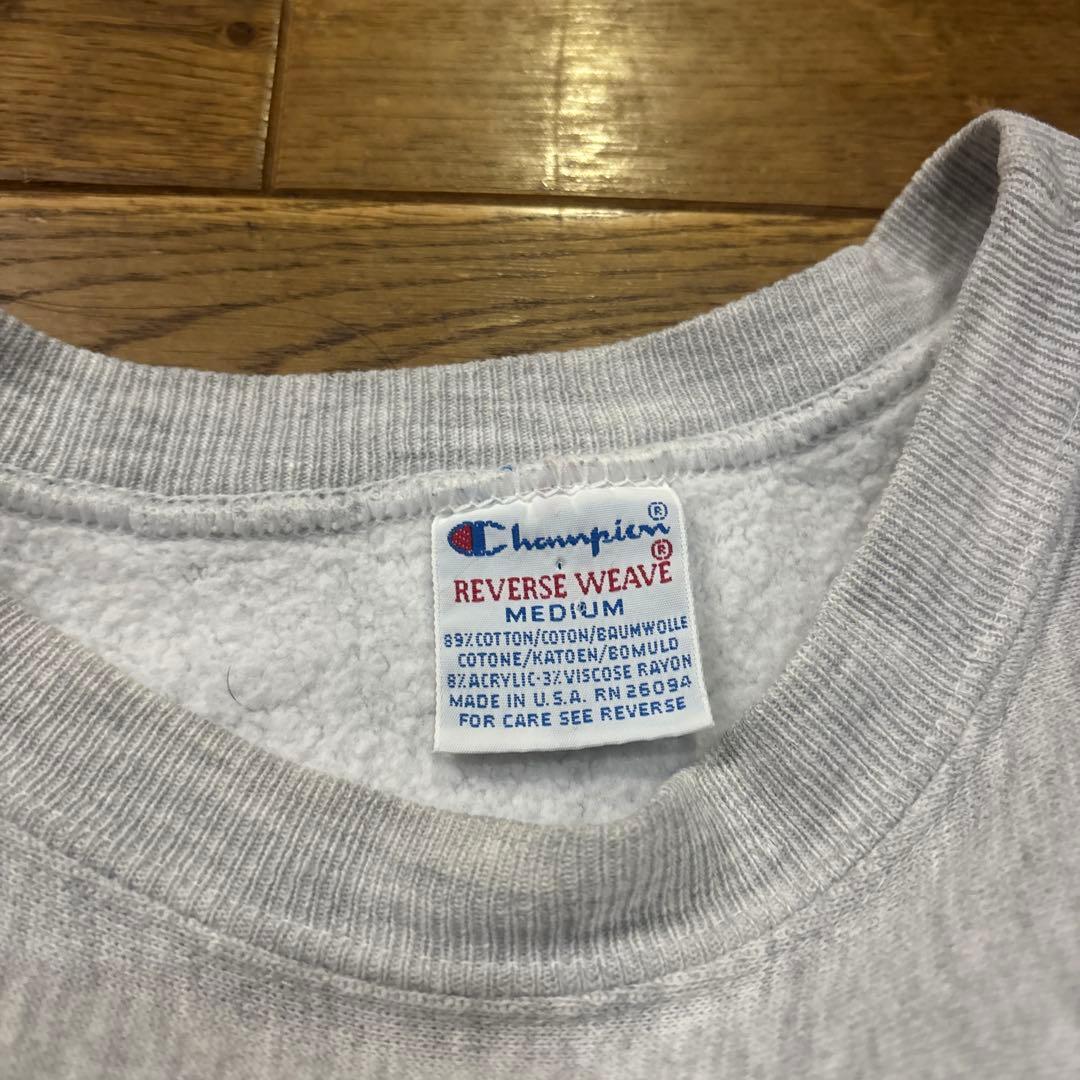 Champion®
REVERSE WEAVE®
MEDIUM
89% COTTON/COTON/BAUMWOLLE
COTONE/KATOEN/BOMULD
8% ACRYLIC-3% VISCOSE RAYON
MADE IN U.S.A. RN 26094
FOR CARE SEE REVERSE